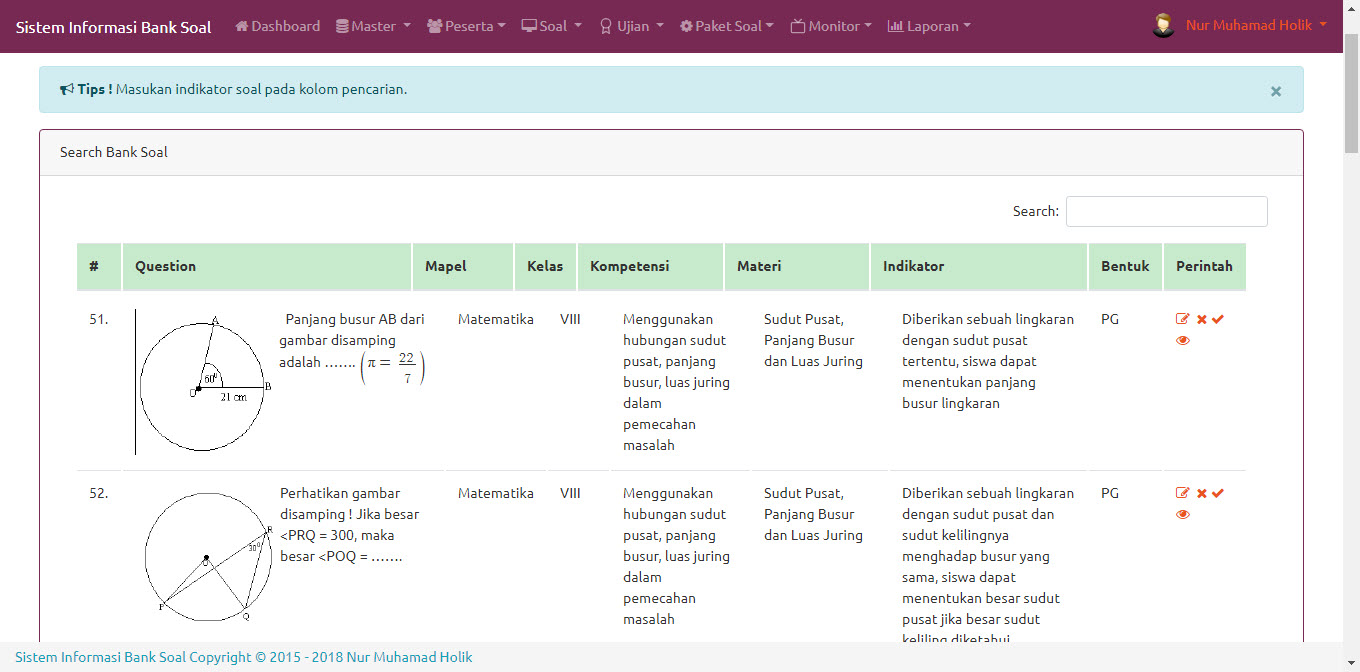 Sistem Informasi Bank Soal Dashboard Master Peserta Soal Ujian Paket Soal Monitor Laporan Nur Muhamad Holik
Tips ! Masukan indikator soal pada kolom pencarian. ×
Search Bank Soal
Search:
# Question Mapel Kelas Kompetensi Materi Indikator Bentuk Perintah
51.
A
60⁰
O
B
21 cm
Panjang busur AB dari
gambar disamping
adalah ....... (π = 22/7)
Matematika
VIII
Menggunakan
hubungan sudut
pusat, panjang
busur, luas juring
dalam
pemecahan
masalah
Sudut Pusat,
Panjang Busur
dan Luas Juring
Diberikan sebuah lingkaran
dengan sudut pusat
tertentu, siswa dapat
menentukan panjang
busur lingkaran
PG
52.
R
30⁰
O
P
Q
Perhatikan gambar
disamping ! Jika besar
<PRQ = 300, maka
besar <POQ = .......
Matematika
VIII
Menggunakan
hubungan sudut
pusat, panjang
busur, luas juring
dalam
pemecahan
masalah
Sudut Pusat,
Panjang Busur
dan Luas Juring
Diberikan sebuah lingkaran
dengan sudut pusat dan
sudut kelilingnya
menghadap busur yang
sama, siswa dapat
menentukan besar sudut
pusat jika besar sudut
keliling diketahui
PG
Sistem Informasi Bank Soal Copyright © 2015 - 2018 Nur Muhamad Holik